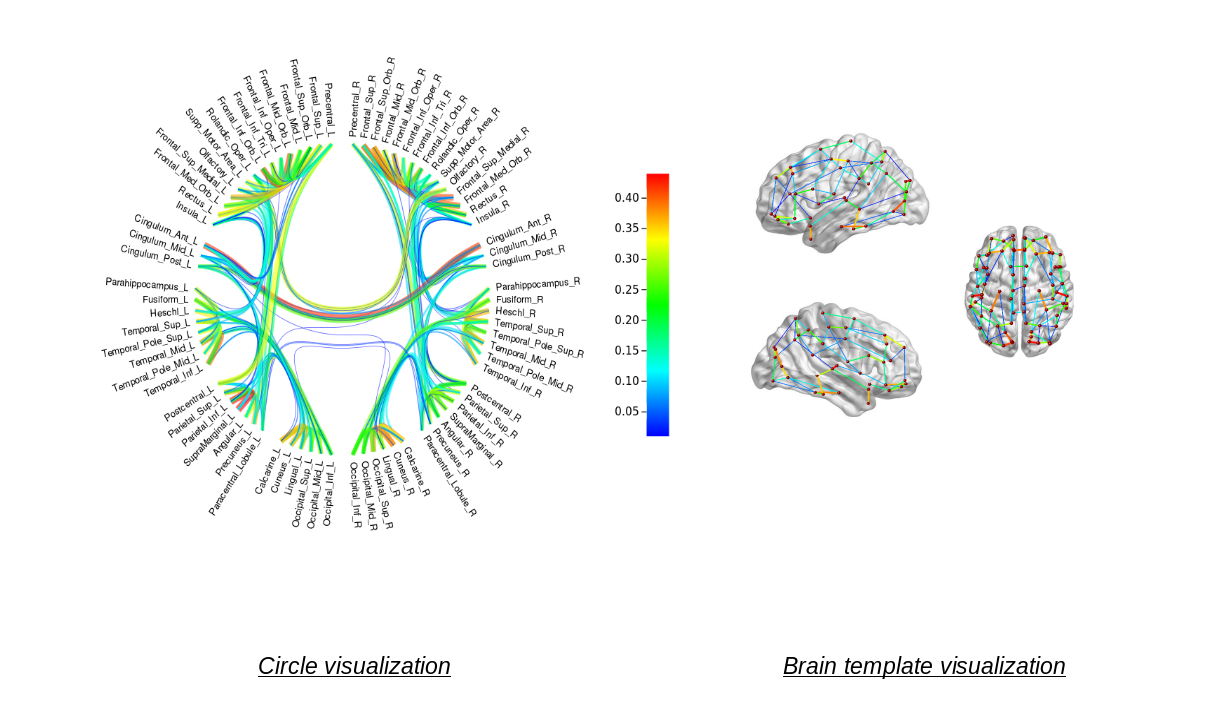 Precentral_L
Frontal_Sup_L
Frontal_Sup_Orb_L
Frontal_Mid_L
Frontal_Mid_Orb_L
Frontal_Inf_Oper_L
Frontal_Inf_Tri_L
Frontal_Inf_Orb_L
Rolandic_Oper_L
Supp_Motor_Area_L
Olfactory_L
Frontal_Sup_Medial_L
Frontal_Med_Orb_L
Rectus_L
Insula_L
Cingulum_Ant_L
Cingulum_Mid_L
Cingulum_Post_L
Parahippocampus_L
Fusiform_L
Heschl_L
Temporal_Sup_L
Temporal_Pole_Sup_L
Temporal_Mid_L
Temporal_Pole_Mid_L
Temporal_Inf_L
Postcentral_L
Parietal_Sup_L
Parietal_Inf_L
SupraMarginal_L
Angular_L
Precuneus_L
Paracentral_Lobule_L
Calcarine_L
Cuneus_L
Lingual_L
Occipital_Sup_L
Occipital_Mid_L
Occipital_Inf_L
Precentral_R
Frontal_Sup_R
Frontal_Sup_Orb_R
Frontal_Mid_R
Frontal_Mid_Orb_R
Frontal_Inf_Oper_R
Frontal_Inf_Tri_R
Frontal_Inf_Orb_R
Rolandic_Oper_R
Supp_Motor_Area_R
Olfactory_R
Frontal_Sup_Medial_R
Frontal_Med_Orb_R
Rectus_R
Insula_R
Cingulum_Ant_R
Cingulum_Mid_R
Cingulum_Post_R
Parahippocampus_R
Fusiform_R
Heschl_R
Temporal_Sup_R
Temporal_Pole_Sup_R
Temporal_Mid_R
Temporal_Pole_Mid_R
Temporal_Inf_R
Postcentral_R
Parietal_Sup_R
Parietal_Inf_R
SupraMarginal_R
Angular_R
Precuneus_R
Paracentral_Lobule_R
Calcarine_R
Cuneus_R
Lingual_R
Occipital_Sup_R
Occipital_Mid_R
Occipital_Inf_R
0.40
0.35
0.30
0.25
0.20
0.15
0.10
0.05
Circle visualization
Brain template visualization